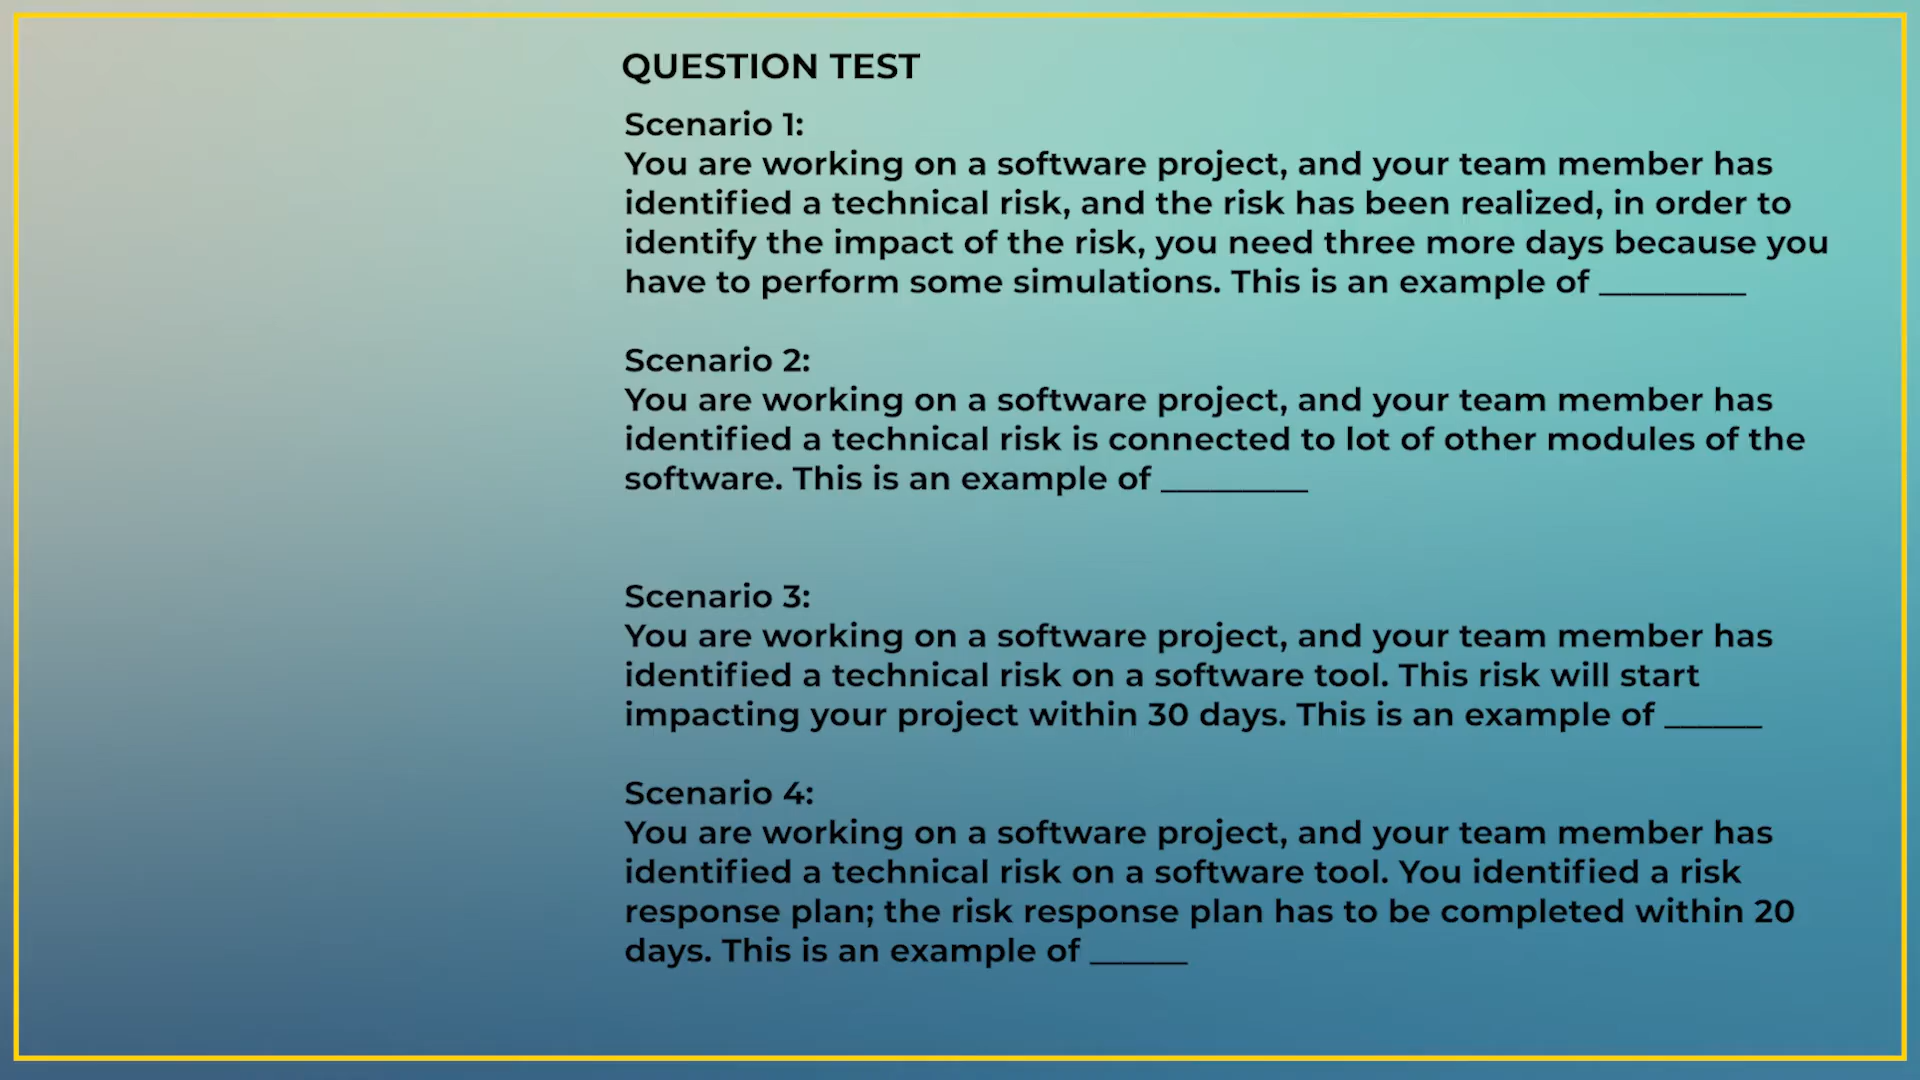 QUESTION TEST
Scenario 1:
You are working on a software project, and your team member has
identified a technical risk, and the risk has been realized, in order to
identify the impact of the risk, you need three more days because you
have to perform some simulations. This is an example of _________
Scenario 2:
You are working on a software project, and your team member has
identified a technical risk is connected to lot of other modules of the
software. This is an example of _________
Scenario 3:
You are working on a software project, and your team member has
identified a technical risk on a software tool. This risk will start
impacting your project within 30 days. This is an example of ______
Scenario 4:
You are working on a software project, and your team member has
identified a technical risk on a software tool. You identified a risk
response plan; the risk response plan has to be completed within 20
days. This is an example of ______